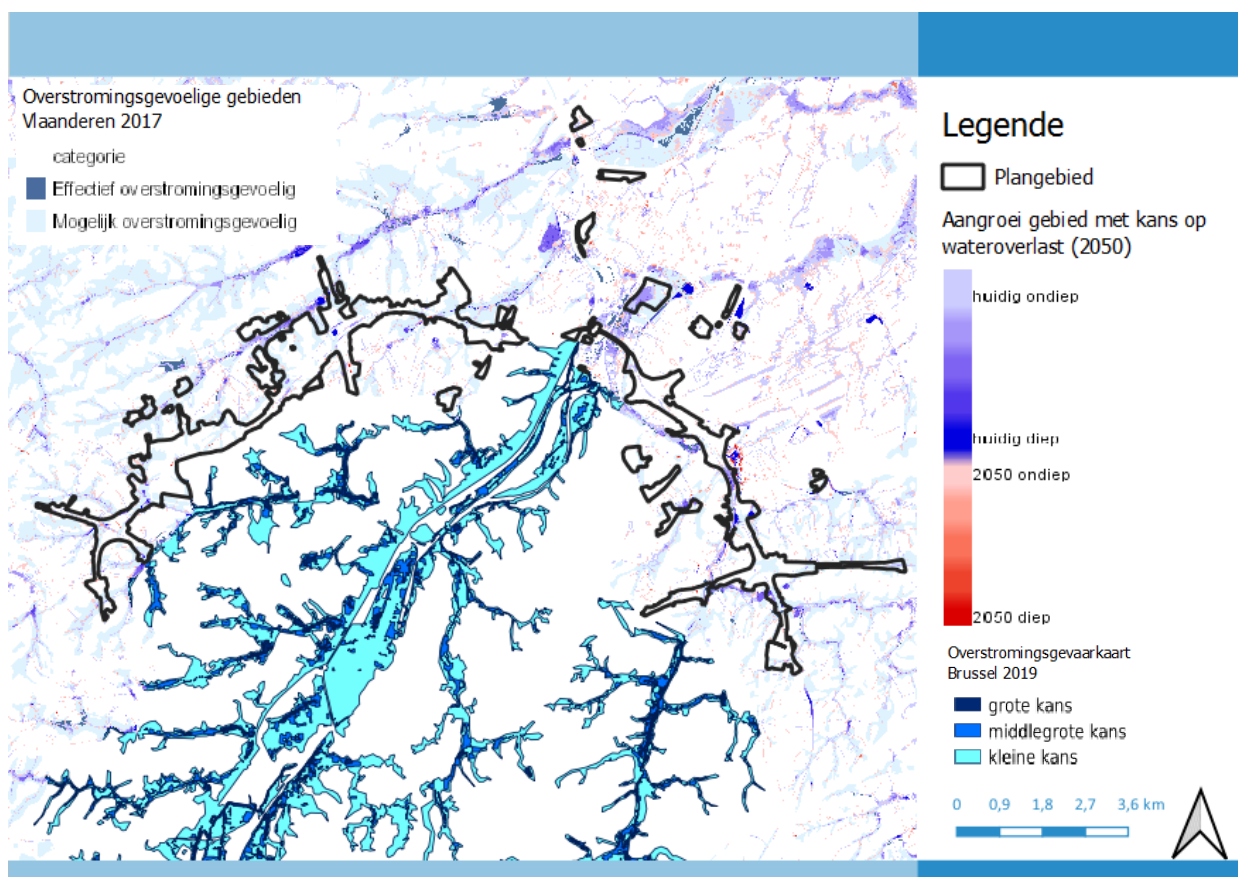 Overstromingsgevoelige gebieden
Vlaanderen 2017
categorie
Effectief overstromingsgevoelig
Mogelijk overstromingsgevoelig
Legende
Plangebied
Aangroei gebied met kans op
wateroverlast (2050)
huidig ondiep
huidig diep
2050 ondiep
2050 diep
Overstromingsgevaarkaart
Brussel 2019
grote kans
middlegrote kans
kleine kans
0 0,9 1,8 2,7 3,6 km